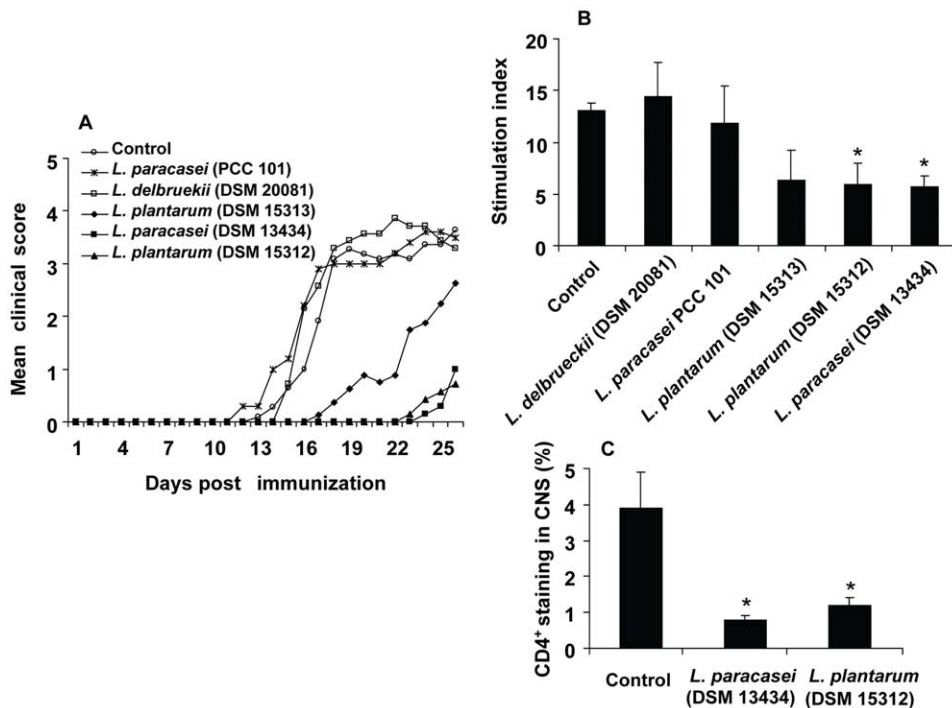 A
Control
L. paracasei (PCC 101)
L. delbruekii (DSM 20081)
L. plantarum (DSM 15313)
L. paracasei (DSM 13434)
L. plantarum (DSM 15312)
Mean clinical score
5
4
3
2
1
0
1 4 7 10 13 16 19 22 25
Days post immunization
B
Stimulation index
20
15
10
5
0
* *
Control
L. delbrueckii (DSM 20081)
L. paracasei PCC 101
L. plantarum (DSM 15313)
L. plantarum (DSM 15312)
L. paracasei (DSM 13434)
C
CD4+ staining in CNS (%)
5
4
3
2
1
0
* *
Control
L. paracasei
(DSM 13434)
L. plantarum
(DSM 15312)